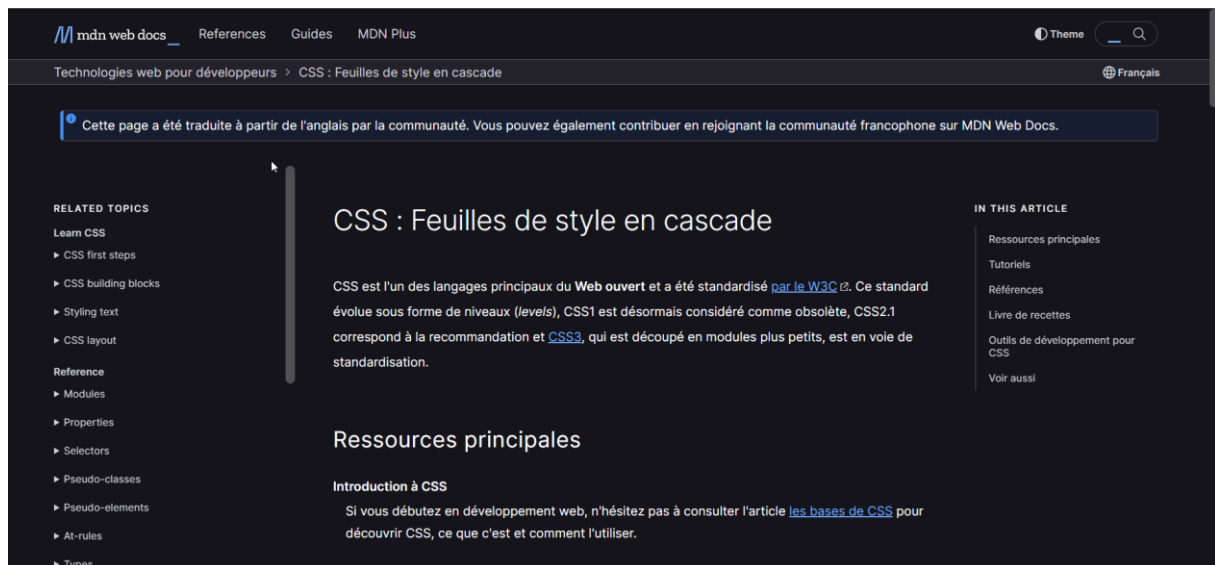 mdn web docs_ References Guides MDN Plus Theme
Technologies web pour développeurs > CSS : Feuilles de style en cascade Français
Cette page a été traduite à partir de l'anglais par la communauté. Vous pouvez également contribuer en rejoignant la communauté francophone sur MDN Web Docs.
RELATED TOPICS
Learn CSS
CSS first steps
CSS building blocks
Styling text
CSS layout
Reference
Modules
Properties
Selectors
Pseudo-classes
Pseudo-elements
At-rules
Types
CSS : Feuilles de style en cascade
CSS est l'un des langages principaux du Web ouvert et a été standardisé par le W3C. Ce standard
évolue sous forme de niveaux (levels), CSS1 est désormais considéré comme obsolète, CSS2.1
correspond à la recommandation et CSS3, qui est découpé en modules plus petits, est en voie de
standardisation.
Ressources principales
Introduction à CSS
Si vous débutez en développement web, n'hésitez pas à consulter l'article les bases de CSS pour
découvrir CSS, ce que c'est et comment l'utiliser.
IN THIS ARTICLE
Ressources principales
Tutoriels
Références
Livre de recettes
Outils de développement pour
CSS
Voir aussi